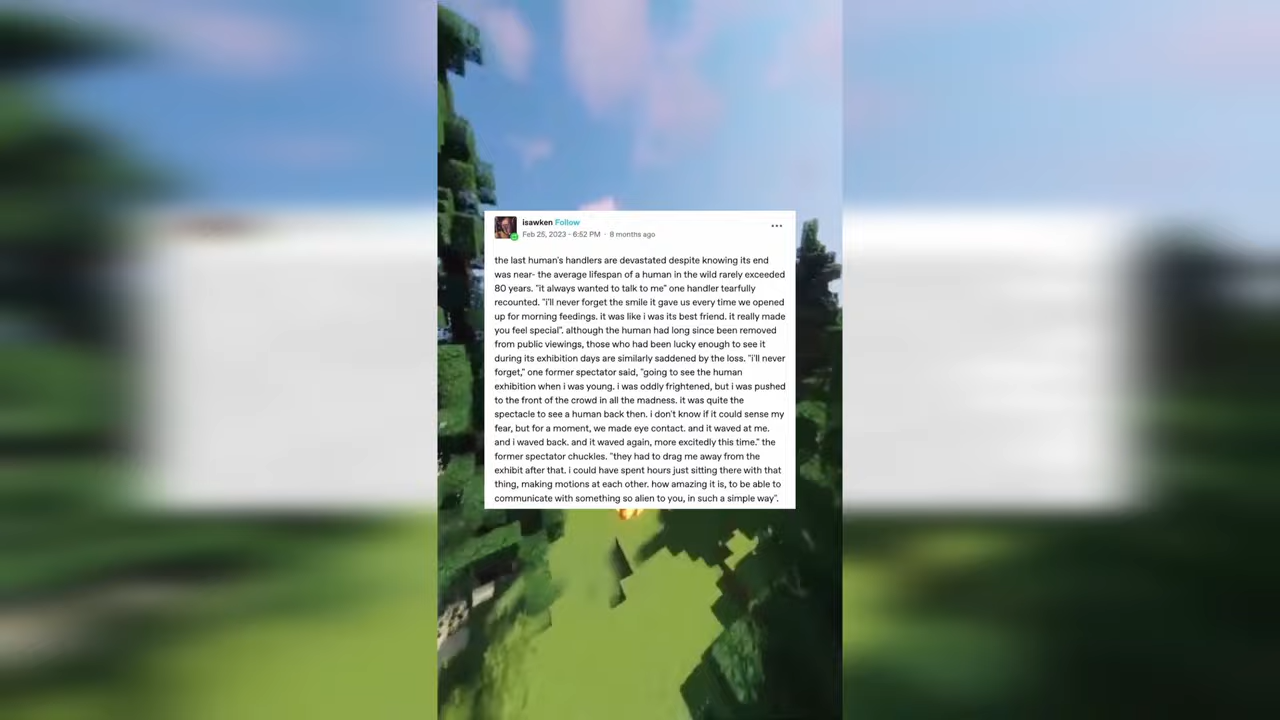 isawken Follow
Feb 25, 2023 - 6:52 PM · 8 months ago
the last human's handlers are devastated despite knowing its end
was near- the average lifespan of a human in the wild rarely exceeded
80 years. "it always wanted to talk to me" one handler tearfully
recounted. "i'll never forget the smile it gave us every time we opened
up for morning feedings. it was like i was its best friend. it really made
you feel special". although the human had long since been removed
from public viewings, those who had been lucky enough to see it
during its exhibition days are similarly saddened by the loss. "i'll never
forget," one former spectator said, "going to see the human
exhibition when i was young. i was oddly frightened, but i was pushed
to the front of the crowd in all the madness. it was quite the
spectacle to see a human back then. i don't know if it could sense my
fear, but for a moment, we made eye contact. and it waved at me.
and i waved back. and it waved again, more excitedly this time." the
former spectator chuckles. "they had to drag me away from the
exhibit after that. i could have spent hours just sitting there with that
thing, making motions at each other. how amazing it is, to be able to
communicate with something so alien to you, in such a simple way".